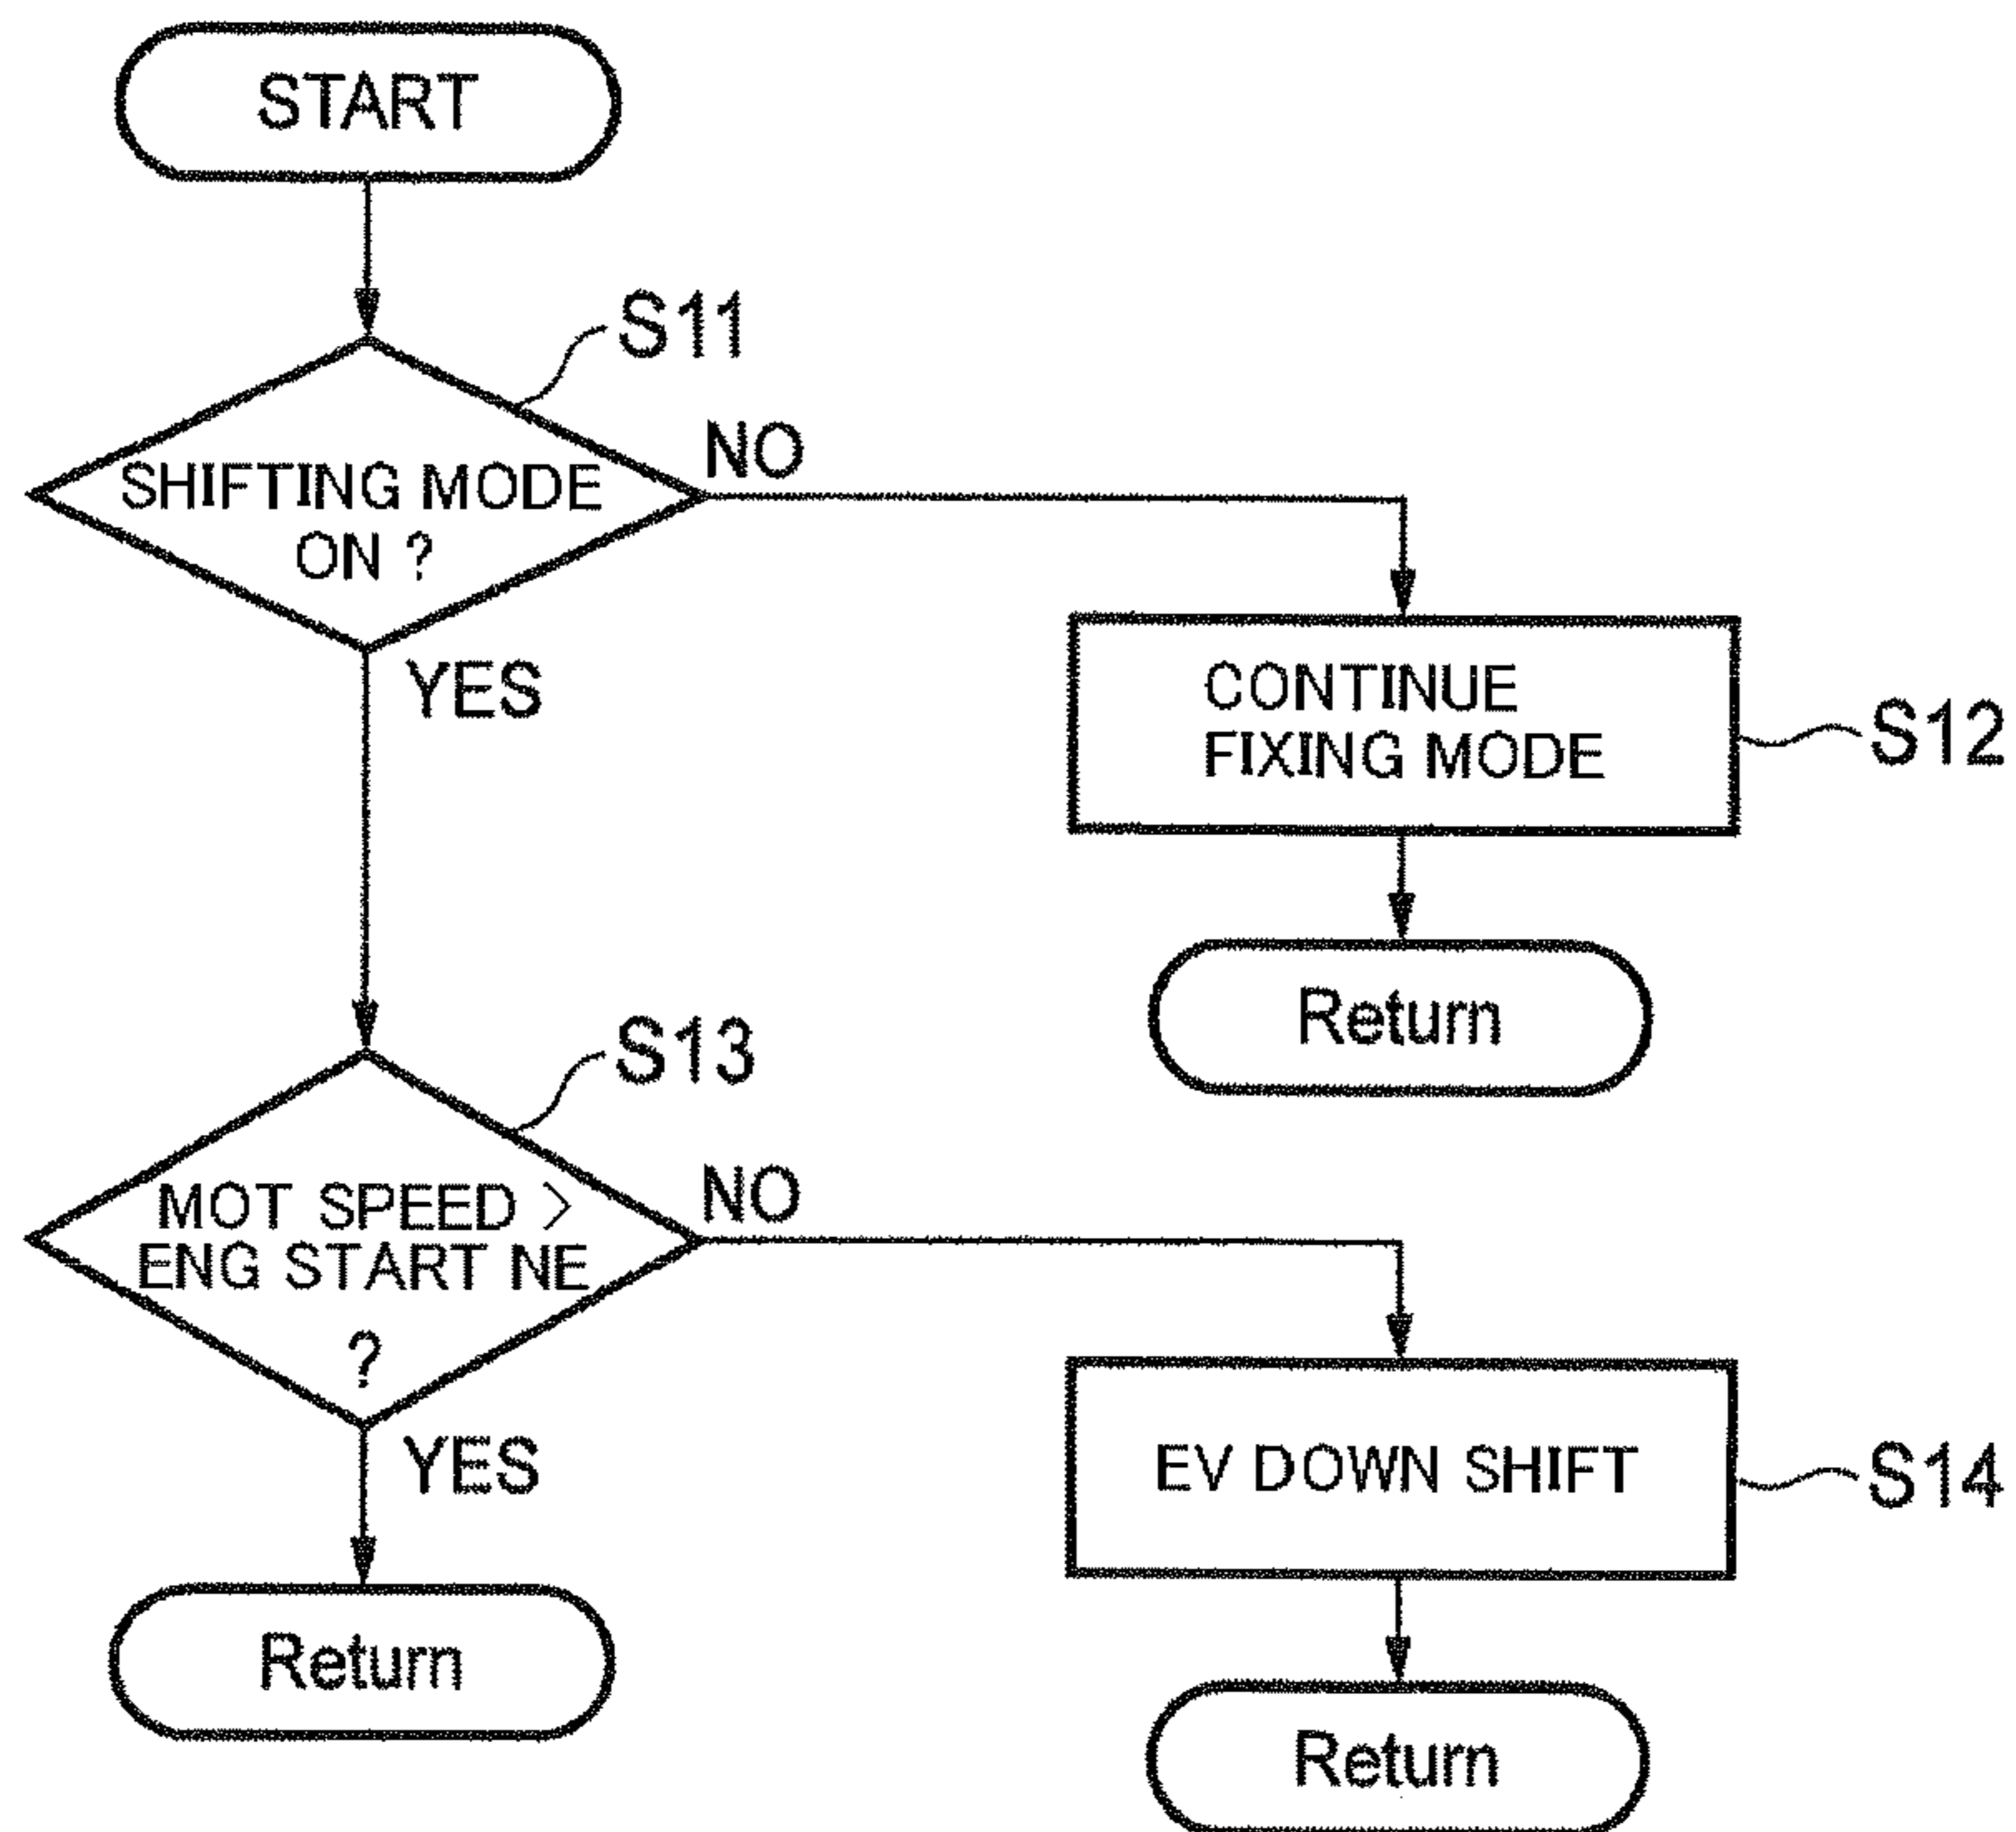 START
S11
SHIFTING MODE
ON ?
NO
YES
CONTINUE
FIXING MODE
S12
Return
S13
MOT SPEED >
ENG START NE
?
NO
YES
EV DOWN SHIFT
S14
Return
Return